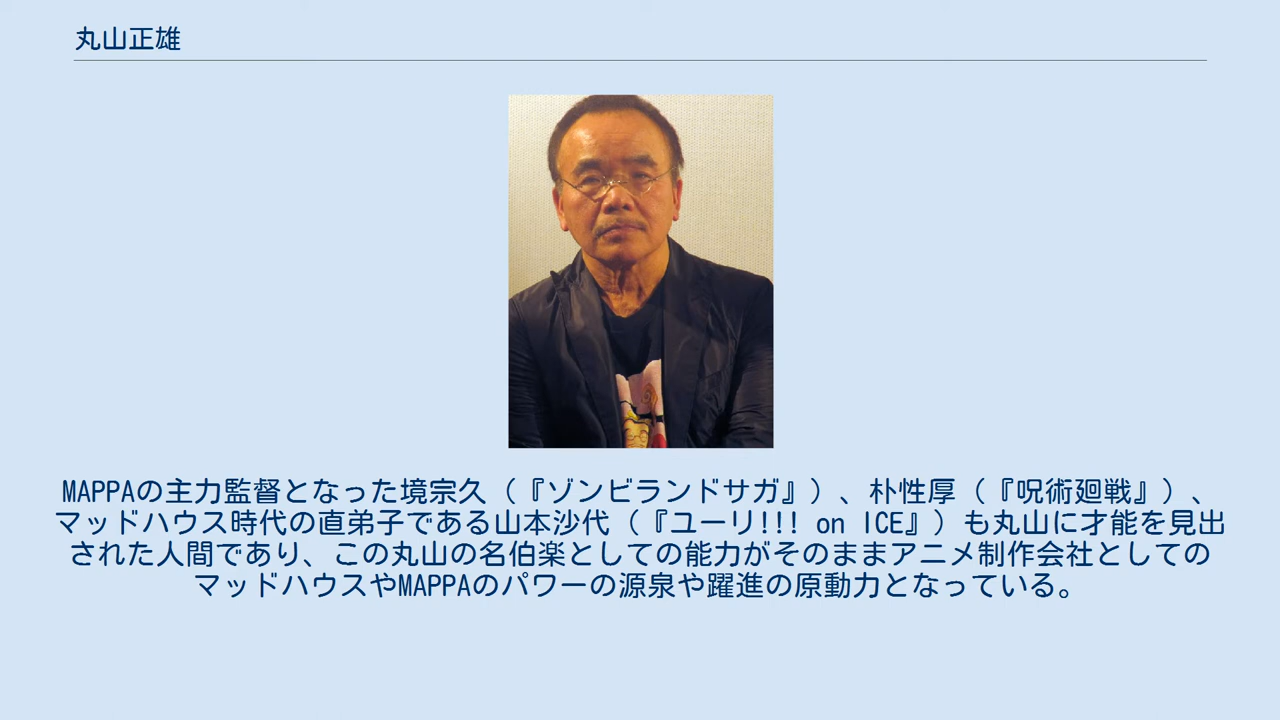 丸山正雄
MAPPAの主力監督となった境宗久（『ゾンビランドサガ』）、朴性厚（『呪術廻戦』）、
マッドハウス時代の直弟子である山本沙代（『ユーリ!!! on ICE』）も丸山に才能を見出
された人間であり、この丸山の名伯楽としての能力がそのままアニメ制作会社としての
マッドハウスやMAPPAのパワーの源泉や躍進の原動力となっている。